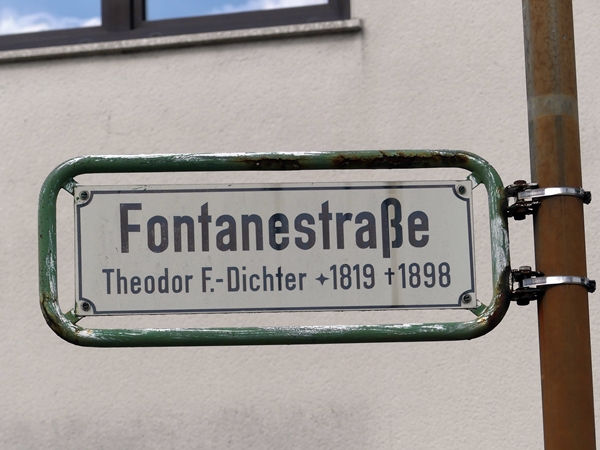 Fontanestraße
Theodor F.-Dichter ✦1819 †1898